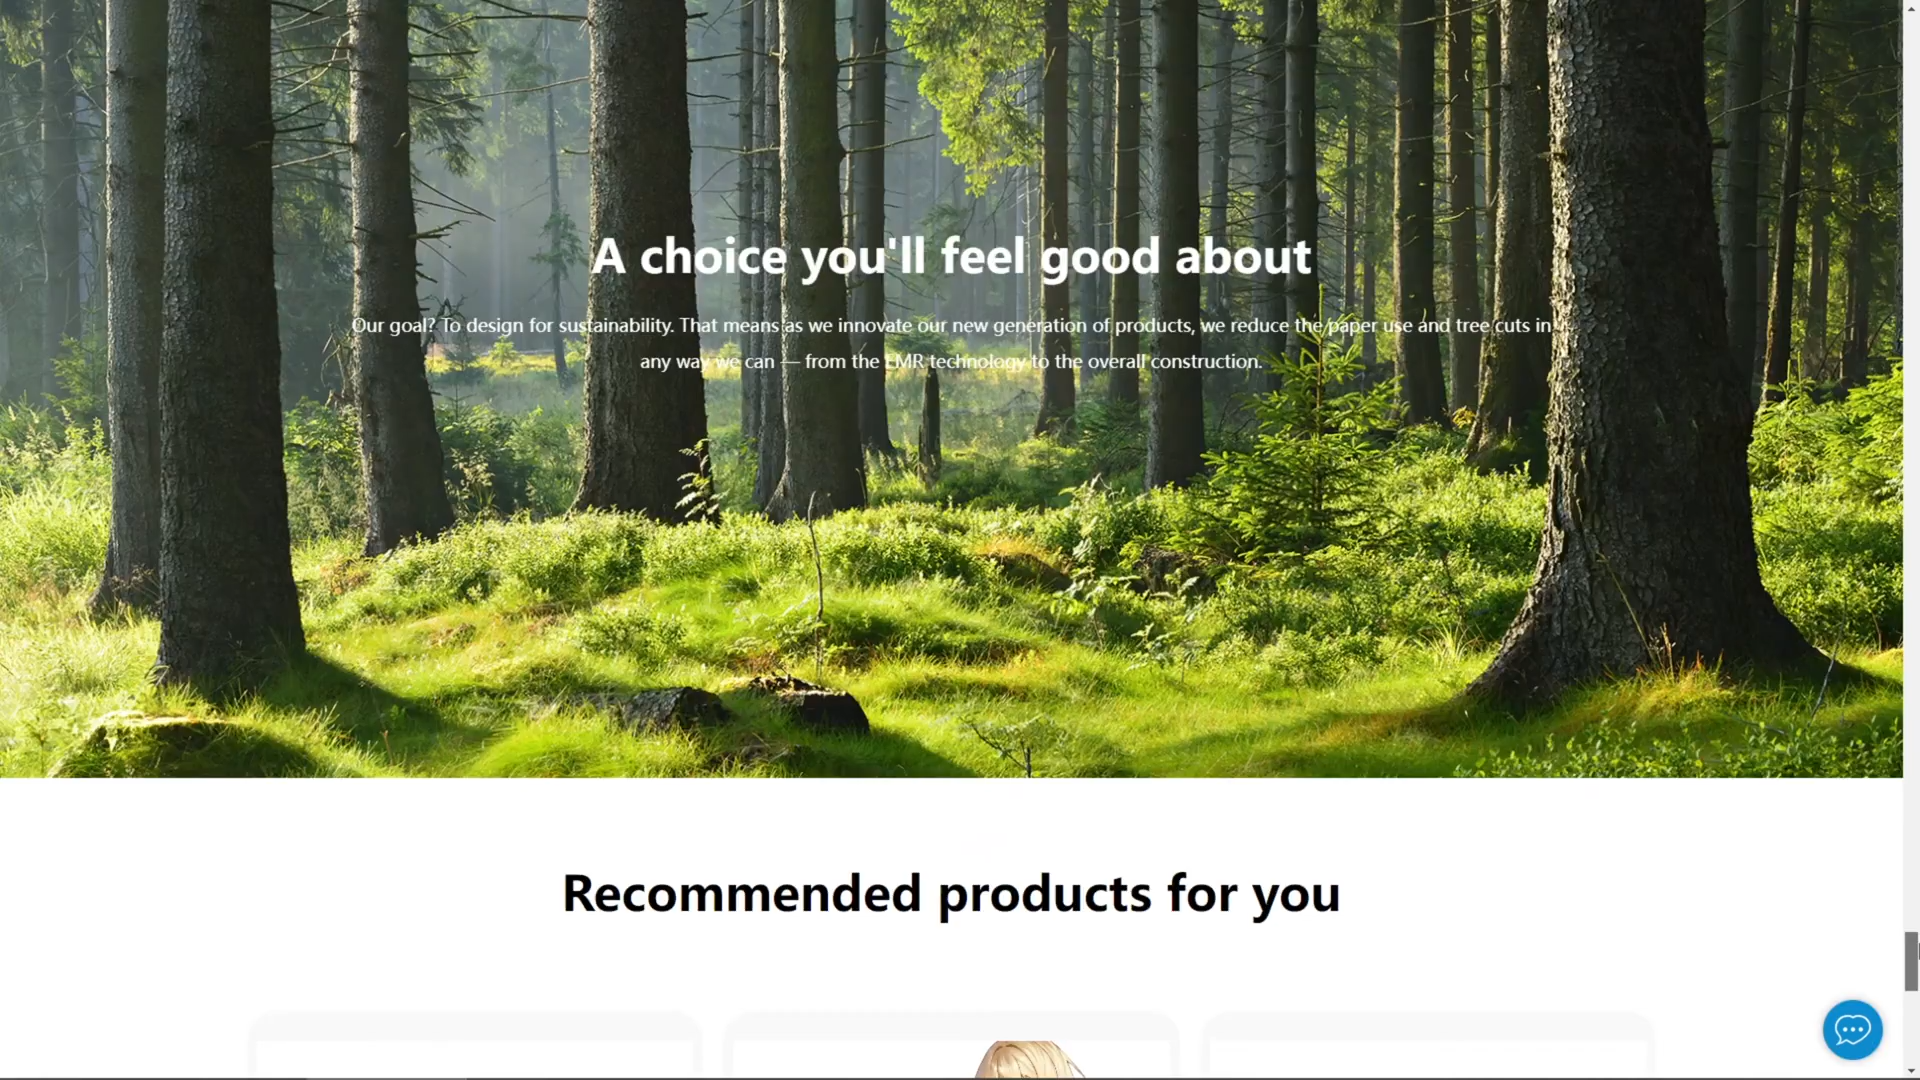 A choice you'll feel good about
Our goal? To design for sustainability. That means as we innovate our new generation of products, we reduce the paper use and tree cuts in
any way we can — from the EMR technology to the overall construction.
Recommended products for you